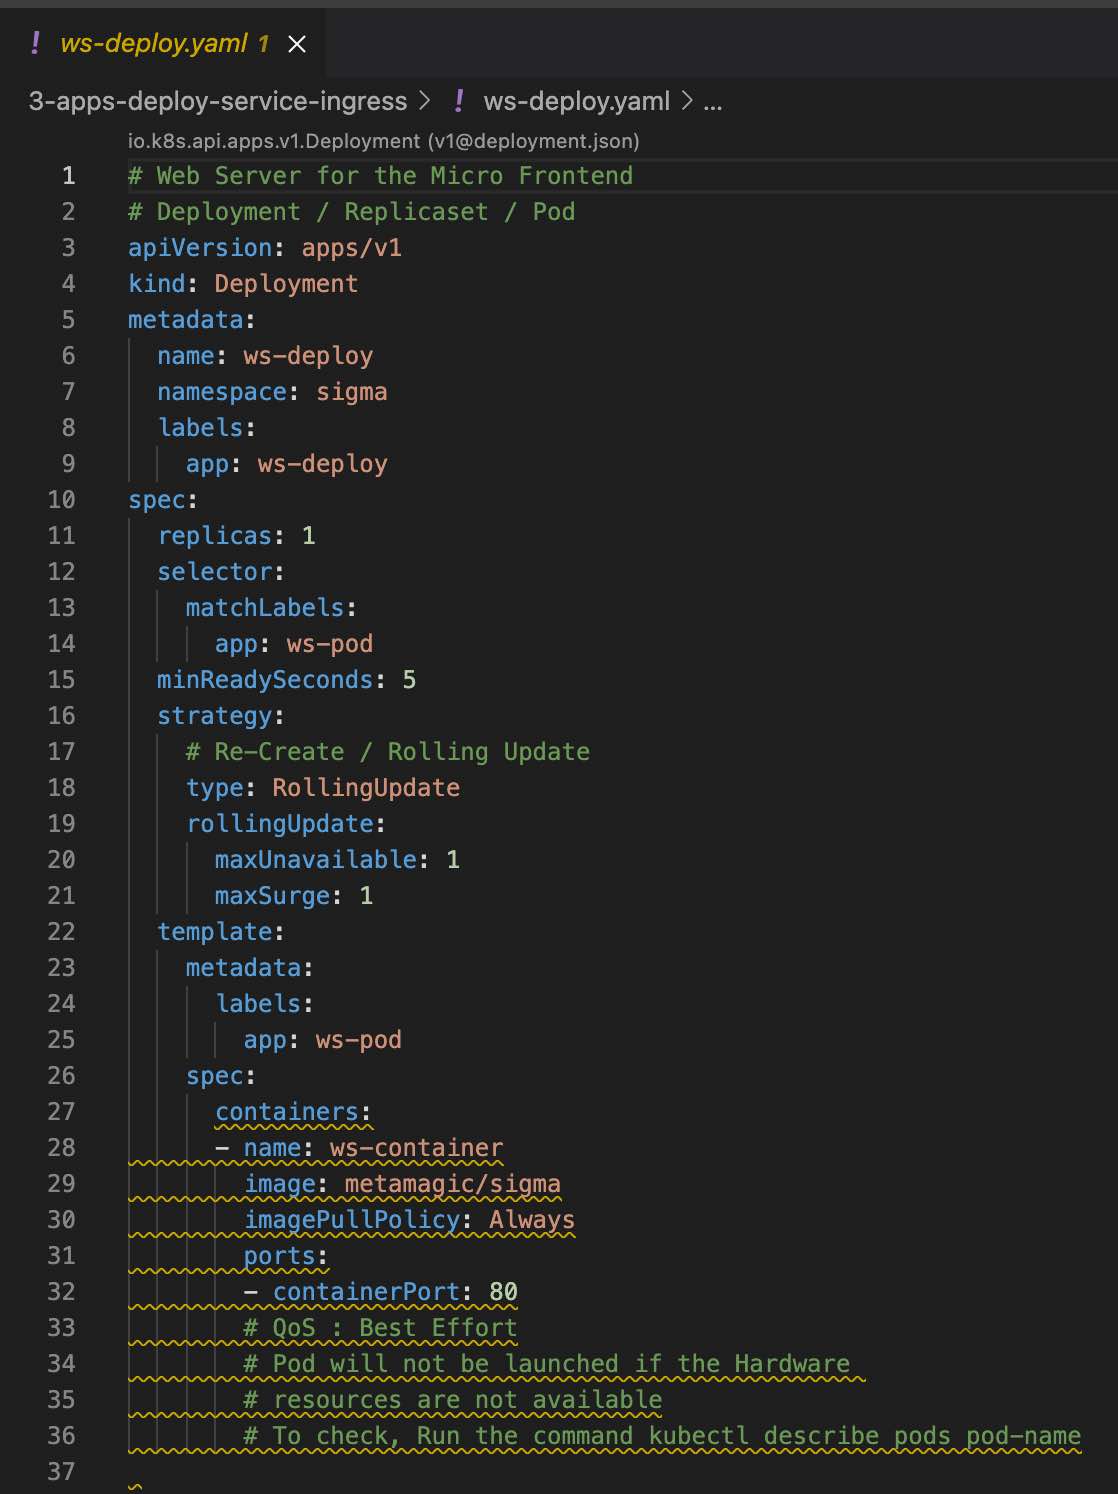 ! ws-deploy.yaml 1 ×
3-apps-deploy-service-ingress > ! ws-deploy.yaml > ...
io.k8s.api.apps.v1.Deployment (v1@deployment.json)
1 # Web Server for the Micro Frontend
2 # Deployment / Replicaset / Pod
3 apiVersion: apps/v1
4 kind: Deployment
5 metadata:
6   name: ws-deploy
7   namespace: sigma
8   labels:
9     app: ws-deploy
10 spec:
11   replicas: 1
12   selector:
13     matchLabels:
14       app: ws-pod
15   minReadySeconds: 5
16   strategy:
17     # Re-Create / Rolling Update
18     type: RollingUpdate
19     rollingUpdate:
20       maxUnavailable: 1
21       maxSurge: 1
22   template:
23     metadata:
24       labels:
25         app: ws-pod
26     spec:
27       containers:
28       - name: ws-container
29         image: metamagic/sigma
30         imagePullPolicy: Always
31         ports:
32         - containerPort: 80
33         # QoS : Best Effort
34         # Pod will not be launched if the Hardware
35         # resources are not available
36         # To check, Run the command kubectl describe pods pod-name
37